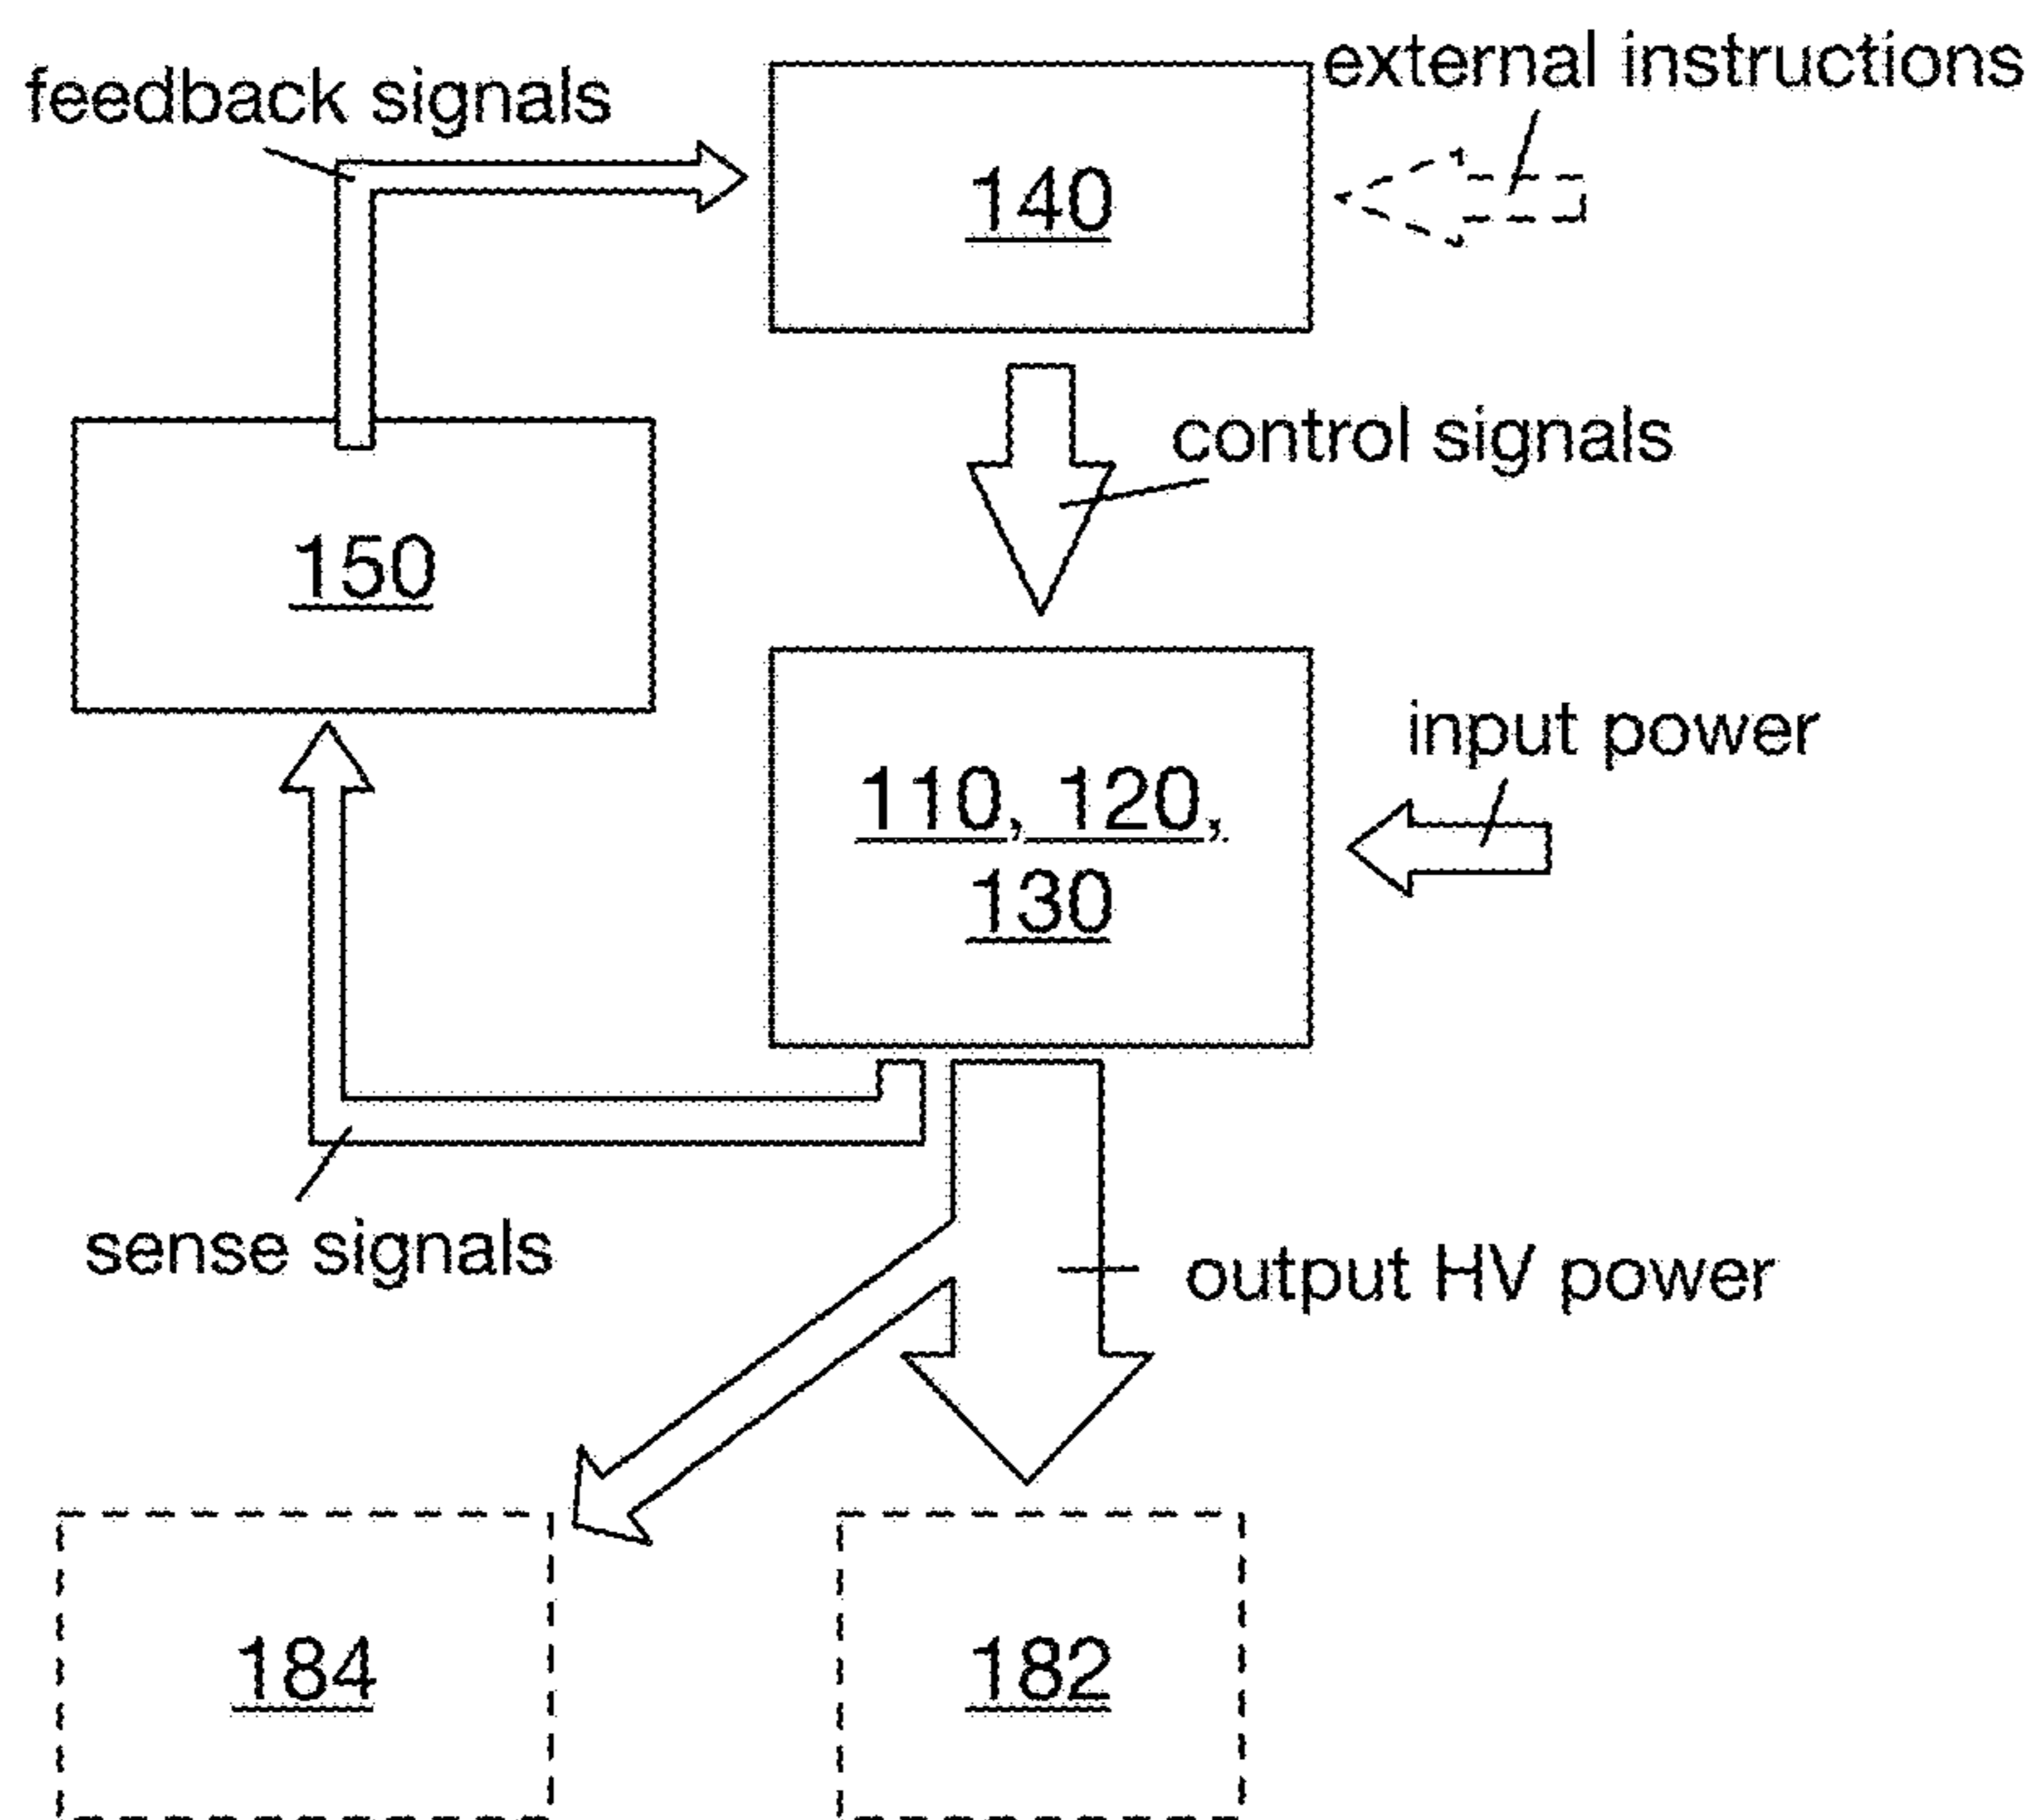 external instructions
feedback signals
140
control signals
150
input power
110, 120,
130
sense signals
output HV power
184
182